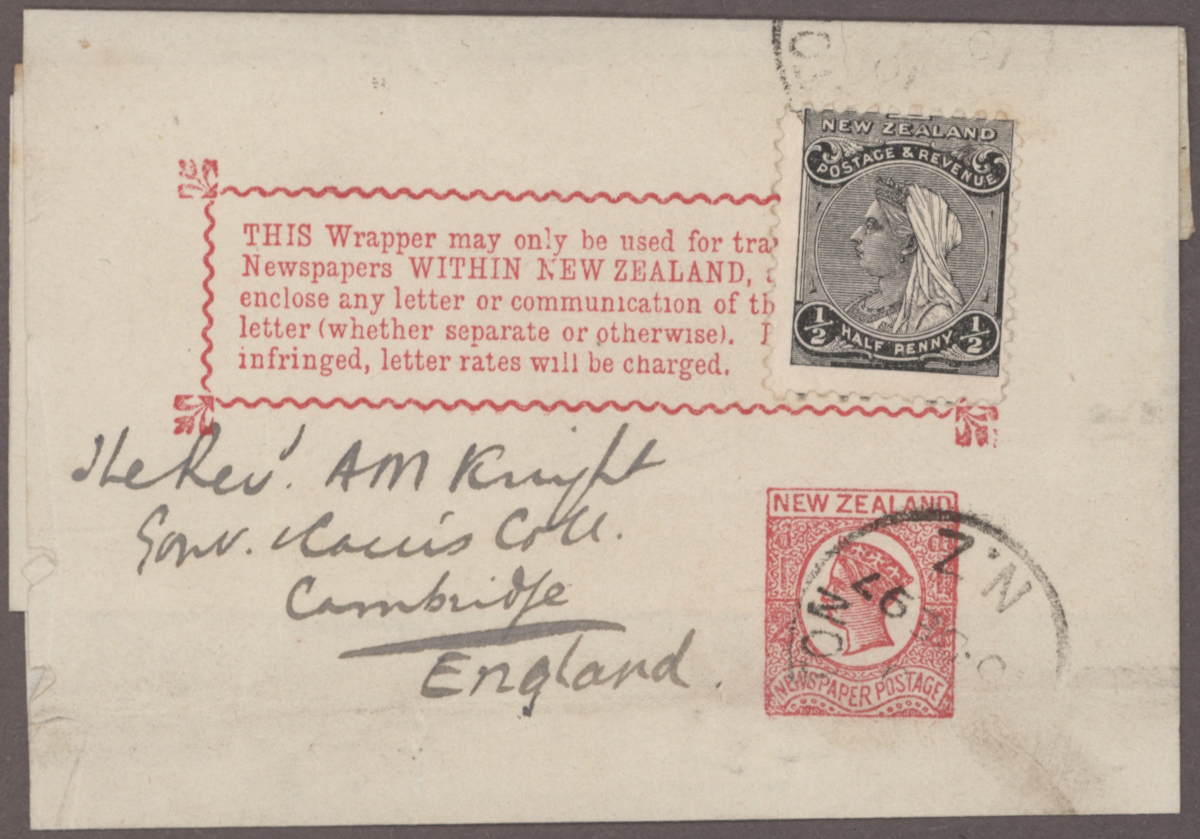 NEW ZEALAND
POSTAGE & REVENUE
1/2 HALF PENNY 1/2
THIS Wrapper may only be used for tra
Newspapers WITHIN NEW ZEALAND,
enclose any letter or communication of th
letter (whether separate or otherwise). I
infringed, letter rates will be charged.
The Revd. AM Knight
Gonv. & Caius Coll.
Cambridge
England.
NEW ZEALAND
NEWSPAPER POSTAGE
N.Z
97